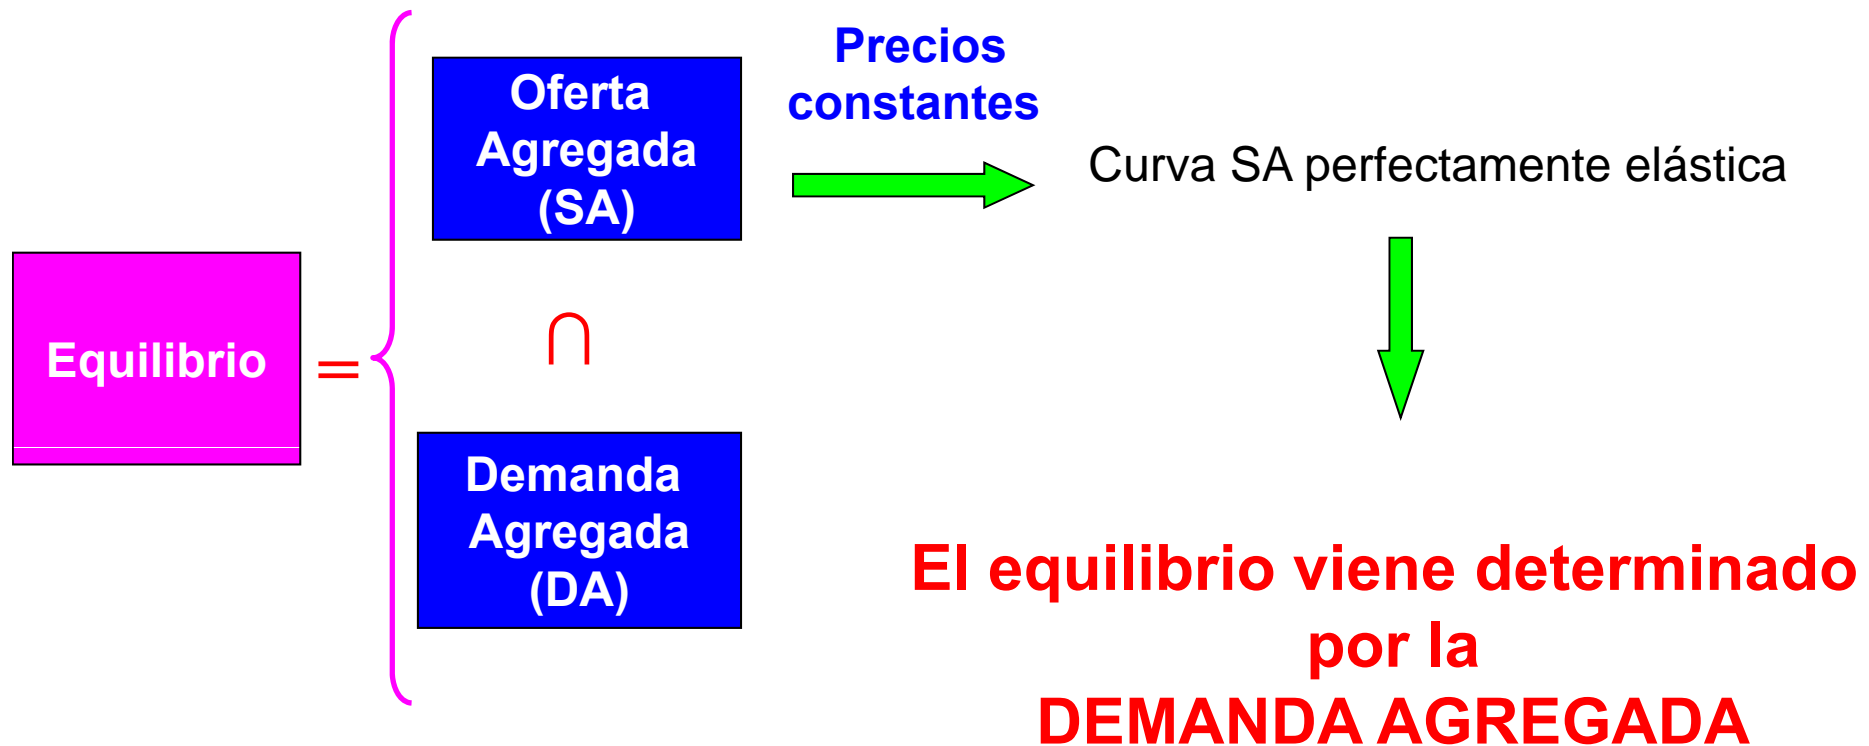 Equilibrio
=
Oferta
Agregada
(SA)
∩
Demanda
Agregada
(DA)
Precios
constantes
Curva SA perfectamente elástica
El equilibrio viene determinado
por la
DEMANDA AGREGADA